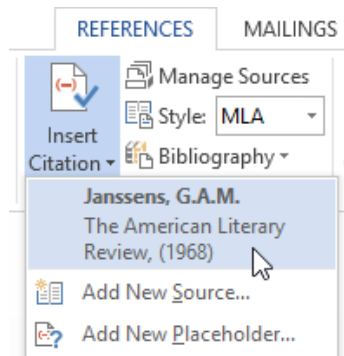 REFERENCES MAILINGS
Manage Sources
Style: MLA
Insert
Citation
Bibliography
Janssens, G.A.M.
The American Literary
Review, (1968)
Add New Source...
Add New Placeholder...